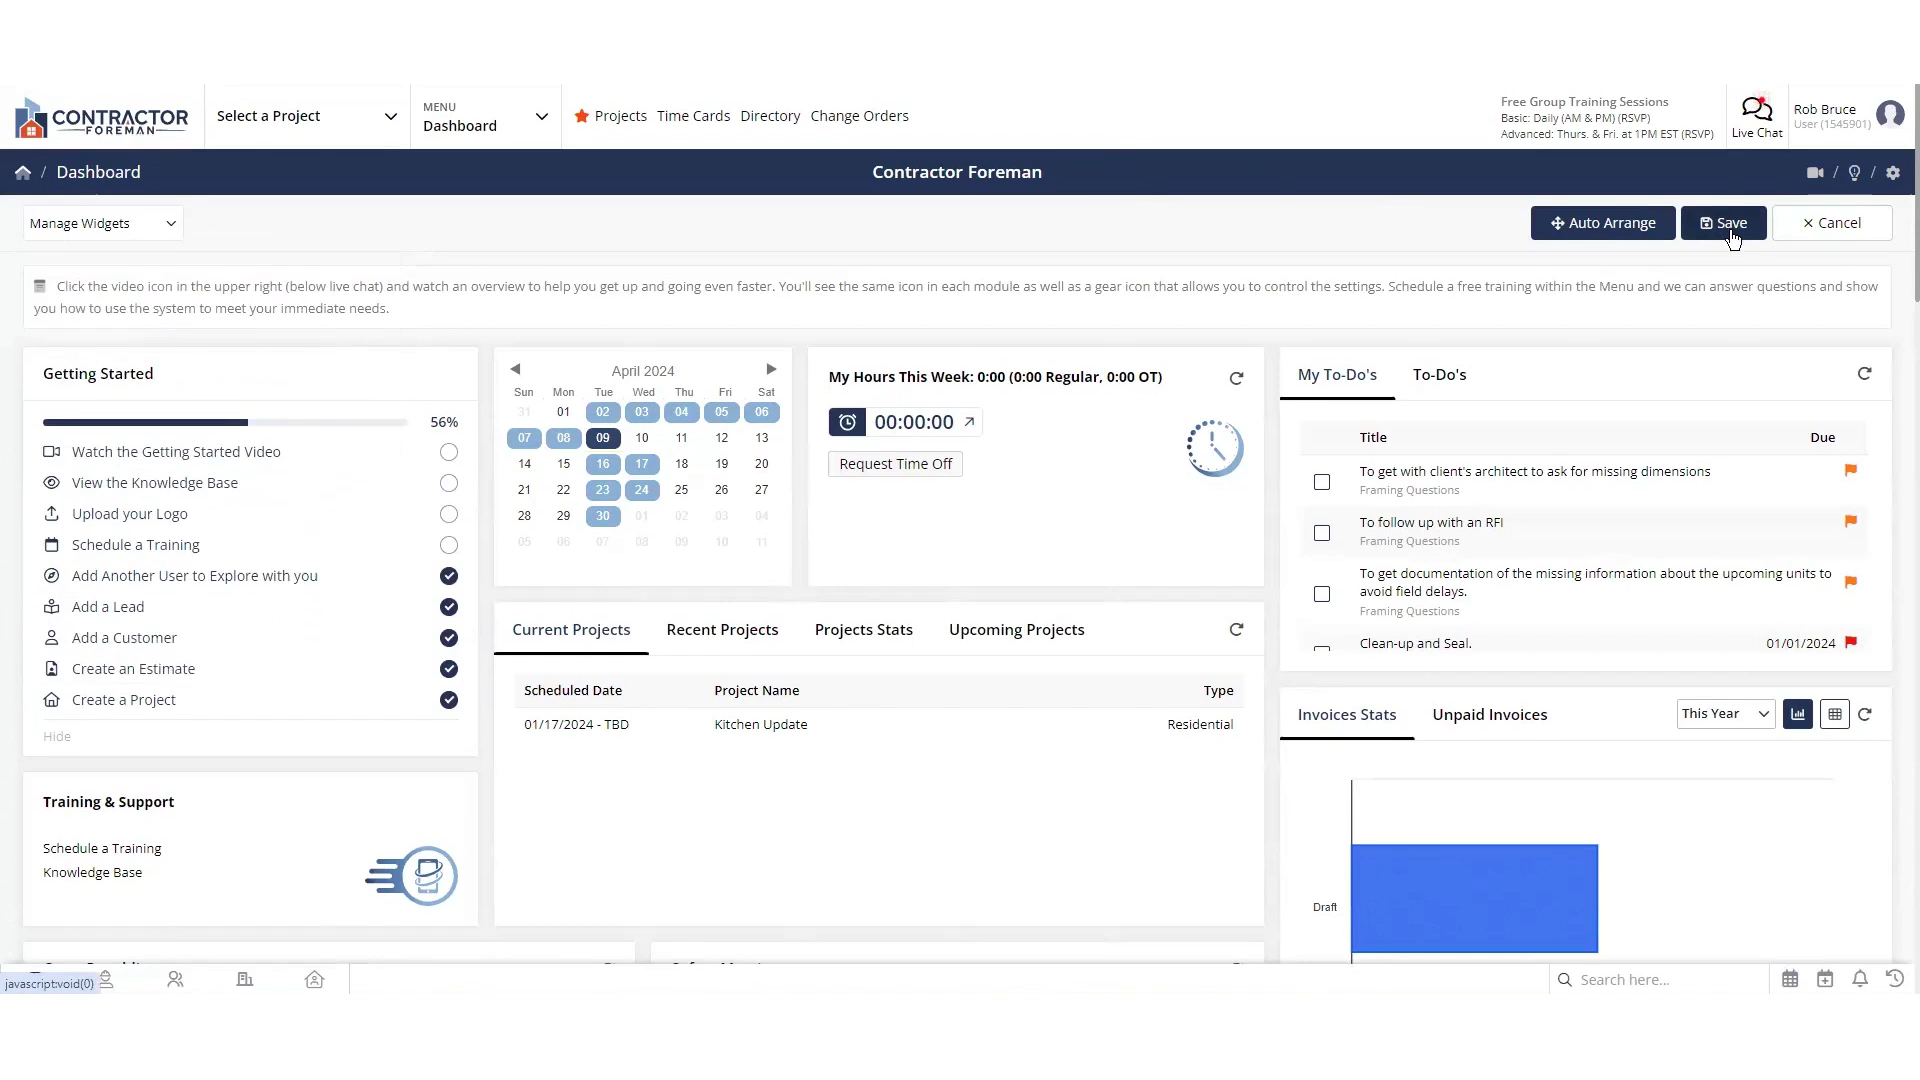 CONTRACTOR
FOREMAN
Select a Project
MENU
Dashboard
Projects Time Cards Directory Change Orders
Free Group Training Sessions
Basic: Daily (AM & PM) (RSVP)
Advanced: Thurs. & Fri. at 1PM EST (RSVP)
Live Chat
Rob Bruce
User (1545901)
/ Dashboard
Contractor Foreman
/ /
Manage Widgets
Auto Arrange
Save
× Cancel
Click the video icon in the upper right (below live chat) and watch an overview to help you get up and going even faster. You'll see the same icon in each module as well as a gear icon that allows you to control the settings. Schedule a free training within the Menu and we can answer questions and show
you how to use the system to meet your immediate needs.
Getting Started
56%
Watch the Getting Started Video
View the Knowledge Base
Upload your Logo
Schedule a Training
Add Another User to Explore with you
Add a Lead
Add a Customer
Create an Estimate
Create a Project
Hide
Training & Support
Schedule a Training
Knowledge Base
April 2024
Sun Mon Tue Wed Thu Fri Sat
31 01 02 03 04 05 06
07 08 09 10 11 12 13
14 15 16 17 18 19 20
21 22 23 24 25 26 27
28 29 30 01 02 03 04
05 06 07 08 09 10 11
My Hours This Week: 0:00 (0:00 Regular, 0:00 OT)
00:00:00
Request Time Off
Current Projects Recent Projects Projects Stats Upcoming Projects
Scheduled Date Project Name Type
01/17/2024 - TBD Kitchen Update Residential
My To-Do's To-Do's
Title Due
To get with client's architect to ask for missing dimensions
Framing Questions
To follow up with an RFI
Framing Questions
To get documentation of the missing information about the upcoming units to
avoid field delays.
Framing Questions
Clean-up and Seal. 01/01/2024
Invoices Stats Unpaid Invoices
This Year
Draft
javascript:void(0)
Search here...